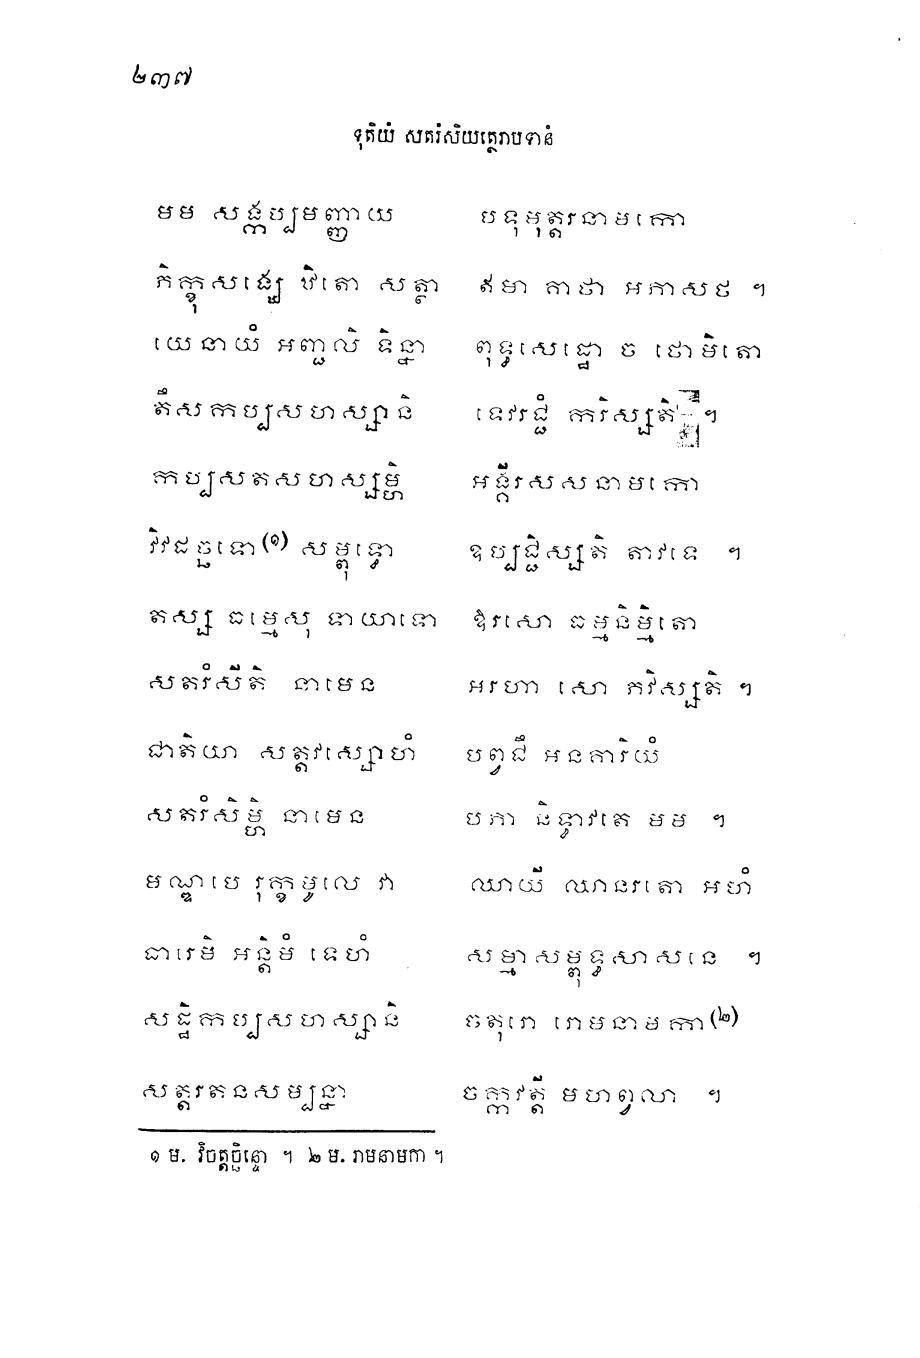 ២៣៧
ទុតិយំ សតរំសិយត្ថេរាបទានំ
មម សង្កប្បមញ្ញាយ បទុមុត្តរនាមកោ
ភិក្ខុសង្ឃេ ឋិតោ សត្ថា ឥមា គាថា អភាសថ ។
យេនាយំ អញ្ជលិ ទិន្នា ពុទ្ធសេដ្ឋោ ច ថោមិតោ
តឹសកប្បសហស្សានិ ទេវរជ្ជំ ករិស្សតិ ។
កប្បសតសហស្សម្ហិ អង្គីរសសនាមកោ
វិវដច្ឆទោ(១) សម្ពុទ្ធោ ឧប្បជ្ជិស្សតិ តាវទេ ។
តស្ស ធម្មេសុ ទាយាទោ ឱរសោ ធម្មនិម្មិតោ
សតរំសីតិ នាមេន អរហា សោ ភវិស្សតិ ។
ជាតិយា សត្តវស្សោហំ បព្វជឹ អនគារិយំ
សតរំសិម្ហិ នាមេន បភា និទ្ធាវតេ មម ។
មណ្ឌបេ រុក្ខមូលេ វា ឈាយី ឈានរតោ អហំ
ធារេមិ អន្តិមំ ទេហំ សម្មាសម្ពុទ្ធសាសនេ ។
សដ្ឋិកប្បសហស្សានិ ចតុរោ រោមនាមកា(២)
សត្តរតនសម្បន្នា ចក្កវត្តី មហព្វលា ។
១ ម. វិចត្តច្ឆិន្ទោ ។ ២ ម. រាមនាមកា ។